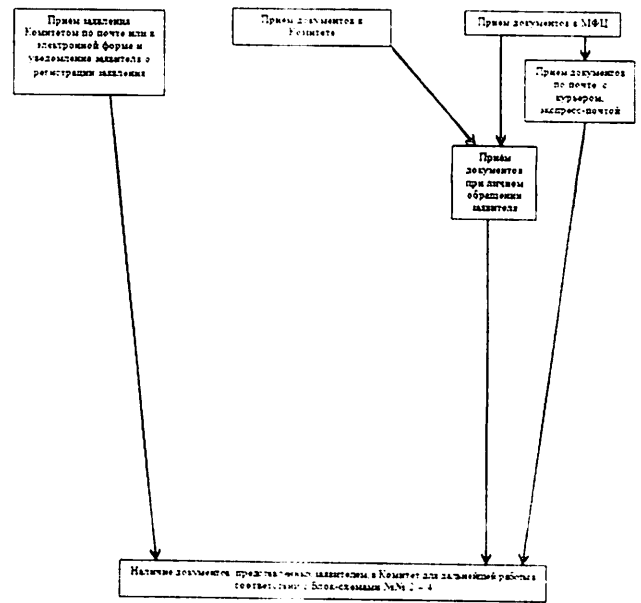 Прием заявления
Комитетом по почте или в
электронной форме и
уведомление заявителя о
регистрации заявления
Прием документов в
Комитете
Прием документов в МФЦ
Прием документов
по почте, с
курьером,
экспресс-почтой
Приём
документов
при личном
обращении
заявителя
Наличие документов, представленных заявителем, в Комитет для дальнейшей работы в
соответствии с Блок-схемами №№ 2 – 4